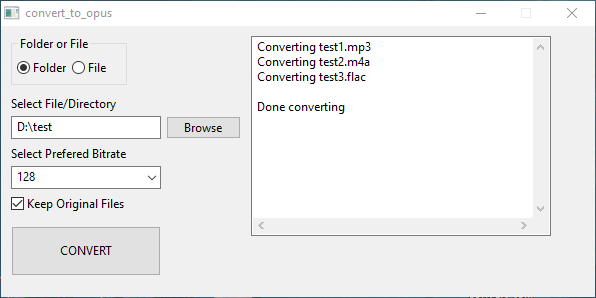 convert_to_opus
Folder or File
Folder
File
Select File/Directory
D:\test
Browse
Select Prefered Bitrate
128
Keep Original Files
CONVERT
Converting test1.mp3
Converting test2.m4a
Converting test3.flac
Done converting